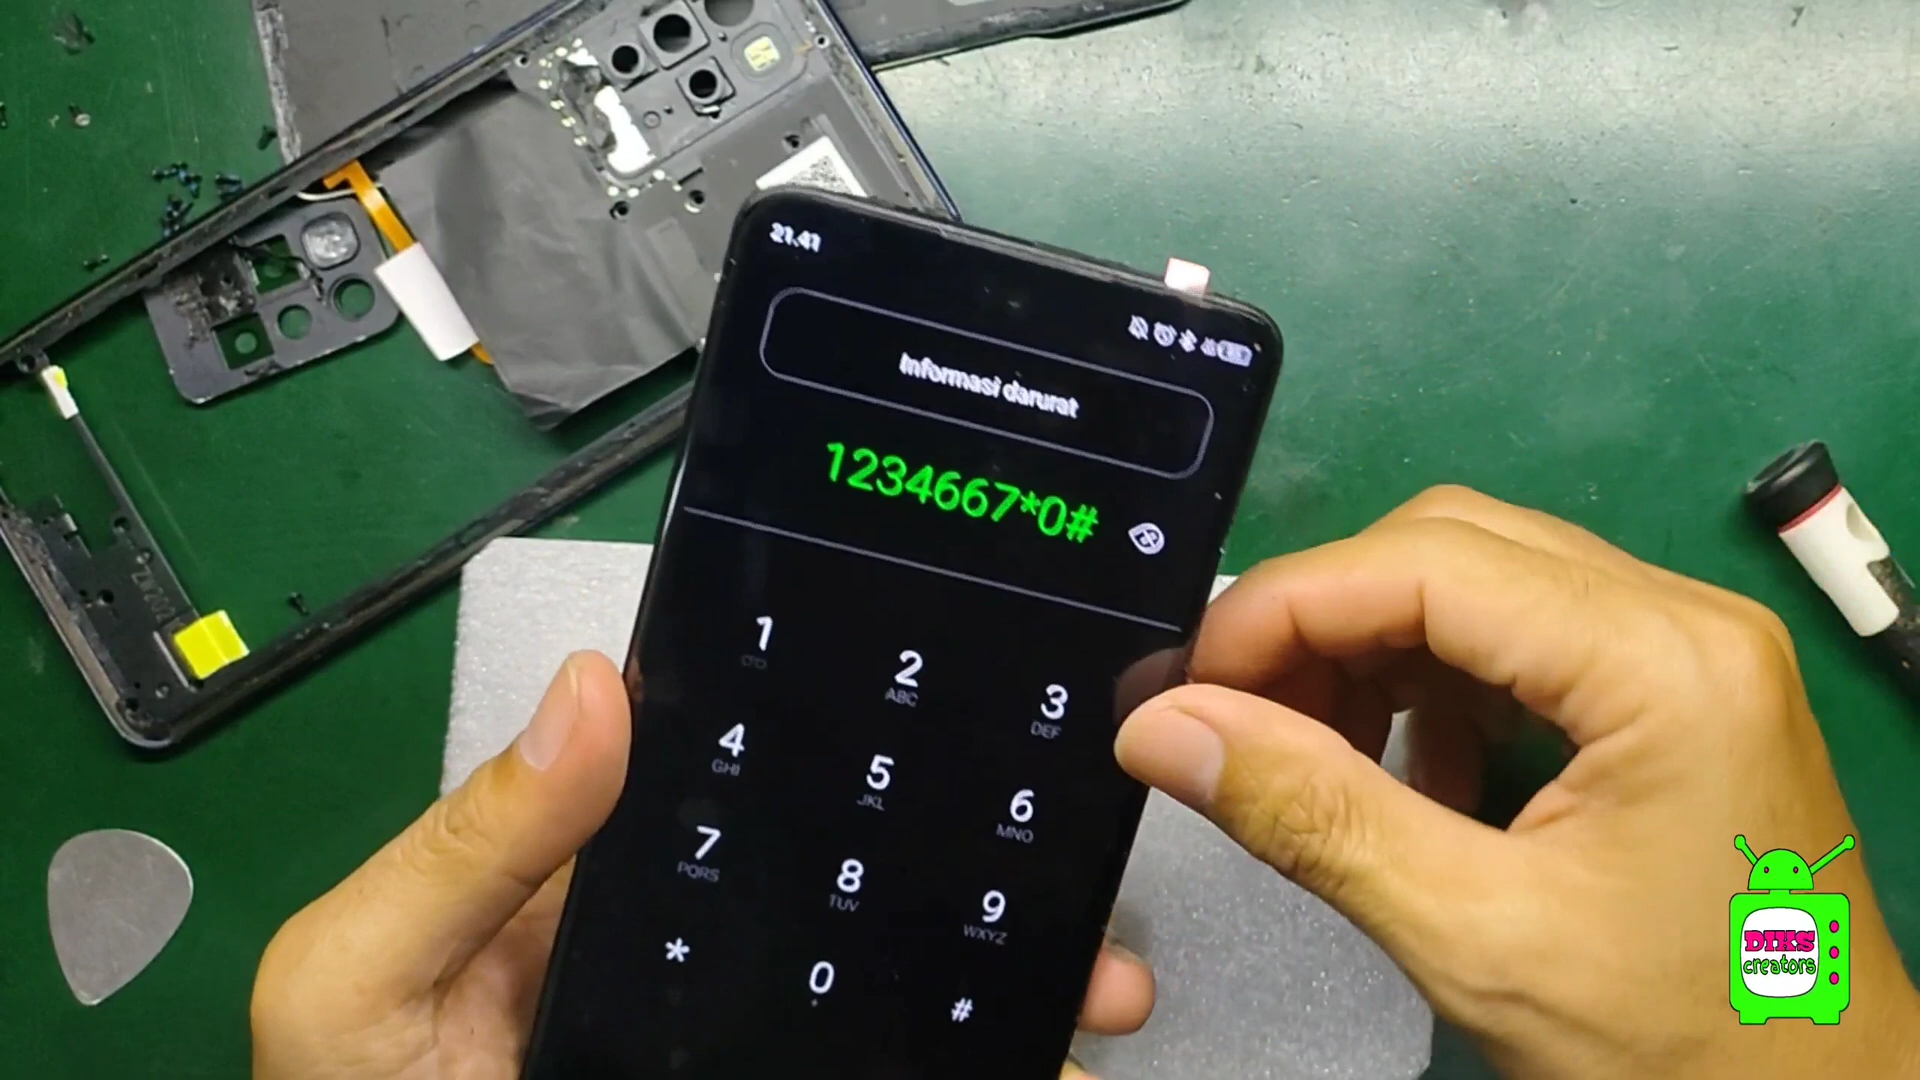 21.41
Informasi darurat
1234667*0#
1
2
ABC
3
DEF
4
GHI
5
JKL
6
MNO
7
PQRS
8
TUV
9
WXYZ
*
0
#
DIKS
creators